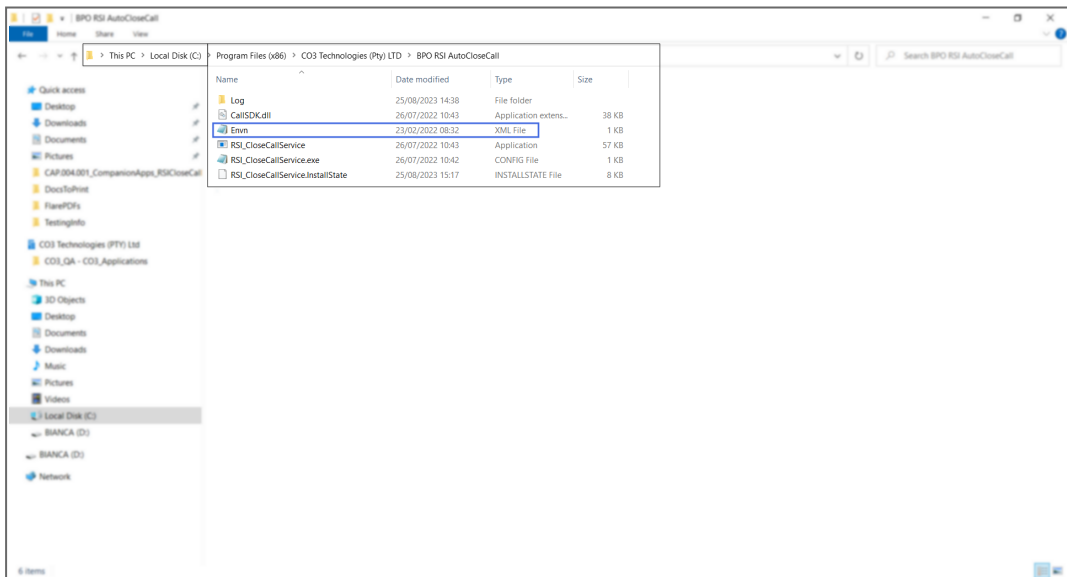 BPO RSI AutoCloseCall
File Home Share View
This PC > Local Disk (C:) > Program Files (x86) > CO3 Technologies (Pty) LTD > BPO RSI AutoCloseCall
Search BPO RSI AutoCloseCall
Name Date modified Type Size
Log 25/08/2023 14:38 File folder
CallSDK.dll 26/07/2022 10:43 Application extens... 38 KB
Envn 23/02/2022 08:32 XML File 1 KB
RSI_CloseCallService 26/07/2022 10:43 Application 57 KB
RSI_CloseCallService.exe 26/07/2022 10:42 CONFIG File 1 KB
RSI_CloseCallService.InstallState 25/08/2023 15:17 INSTALLSTATE File 8 KB
Quick access
Desktop
Downloads
Documents
Pictures
CAP.004.001_CompanionApps_RSICloseCall
DocsToPrint
FlarePDFs
TestingInfo
CO3 Technologies (PTY) Ltd
CO3_QA - CO3_Applications
This PC
3D Objects
Desktop
Documents
Downloads
Music
Pictures
Videos
Local Disk (C:)
BIANCA (D:)
BIANCA (D:)
Network
6 items